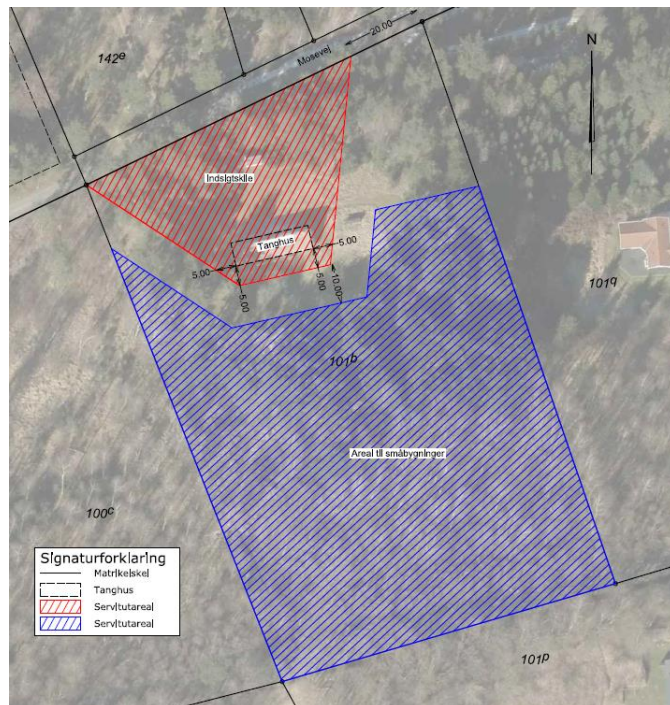 142e
Mosevej
20.00
N
Indsigtskile
Tanghus
5.00
5.00
5.00
5.00
10.00
101q
101b
Areal til småbygninger
100c
Signaturforklaring
Matrikelskel
Tanghus
Servitutareal
Servitutareal
101p